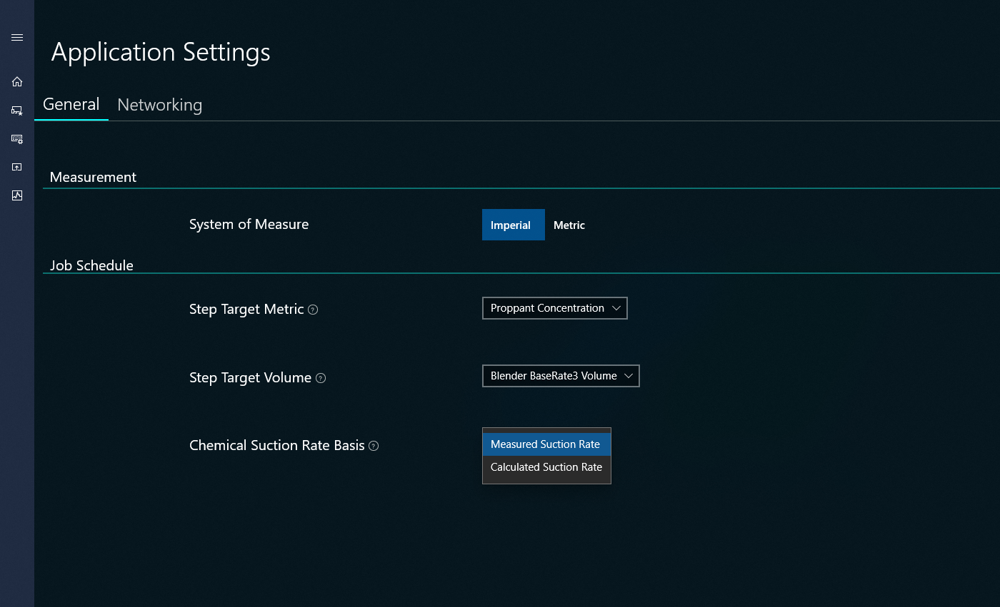 Application Settings
General Networking
Measurement
System of Measure Imperial Metric
Job Schedule
Step Target Metric ? Proppant Concentration
Step Target Volume ? Blender BaseRate3 Volume
Chemical Suction Rate Basis ? Measured Suction Rate
Calculated Suction Rate